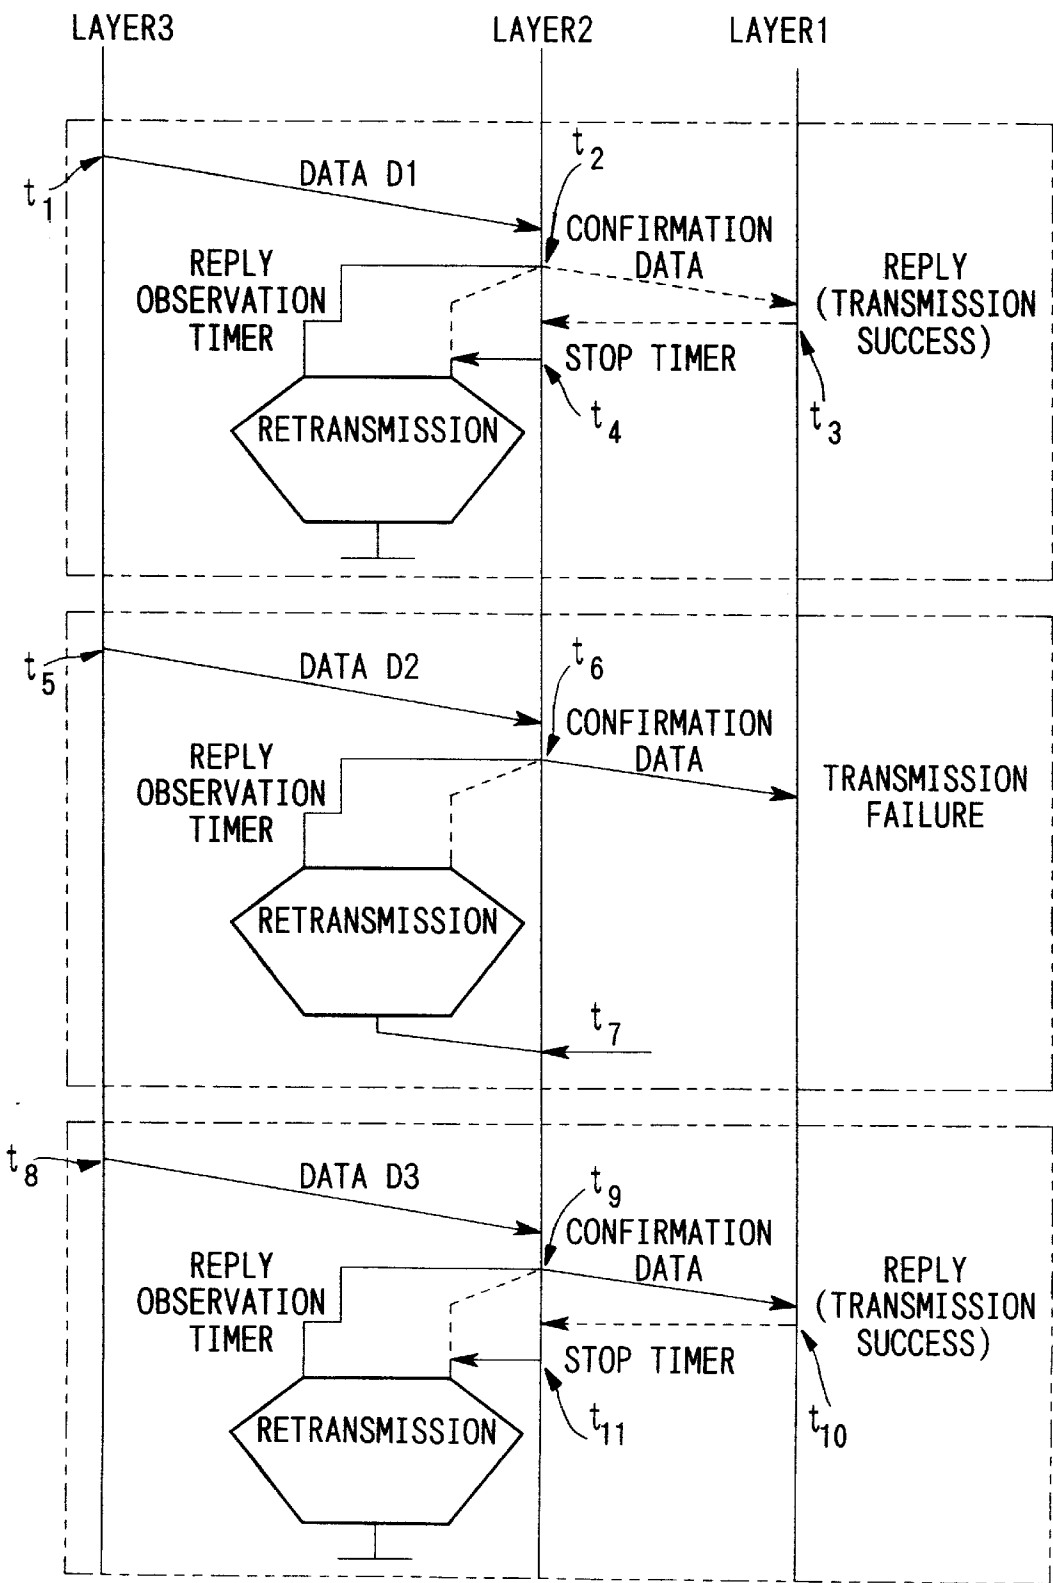 LAYER3
LAYER2
LAYER1
t1
DATA D1
t2
CONFIRMATION
DATA
REPLY
OBSERVATION
TIMER
REPLY
(TRANSMISSION
SUCCESS)
STOP TIMER
t4
t3
RETRANSMISSION
t5
DATA D2
t6
CONFIRMATION
DATA
REPLY
OBSERVATION
TIMER
TRANSMISSION
FAILURE
RETRANSMISSION
t7
t8
DATA D3
t9
CONFIRMATION
DATA
REPLY
OBSERVATION
TIMER
REPLY
(TRANSMISSION
SUCCESS)
STOP TIMER
t11
t10
RETRANSMISSION